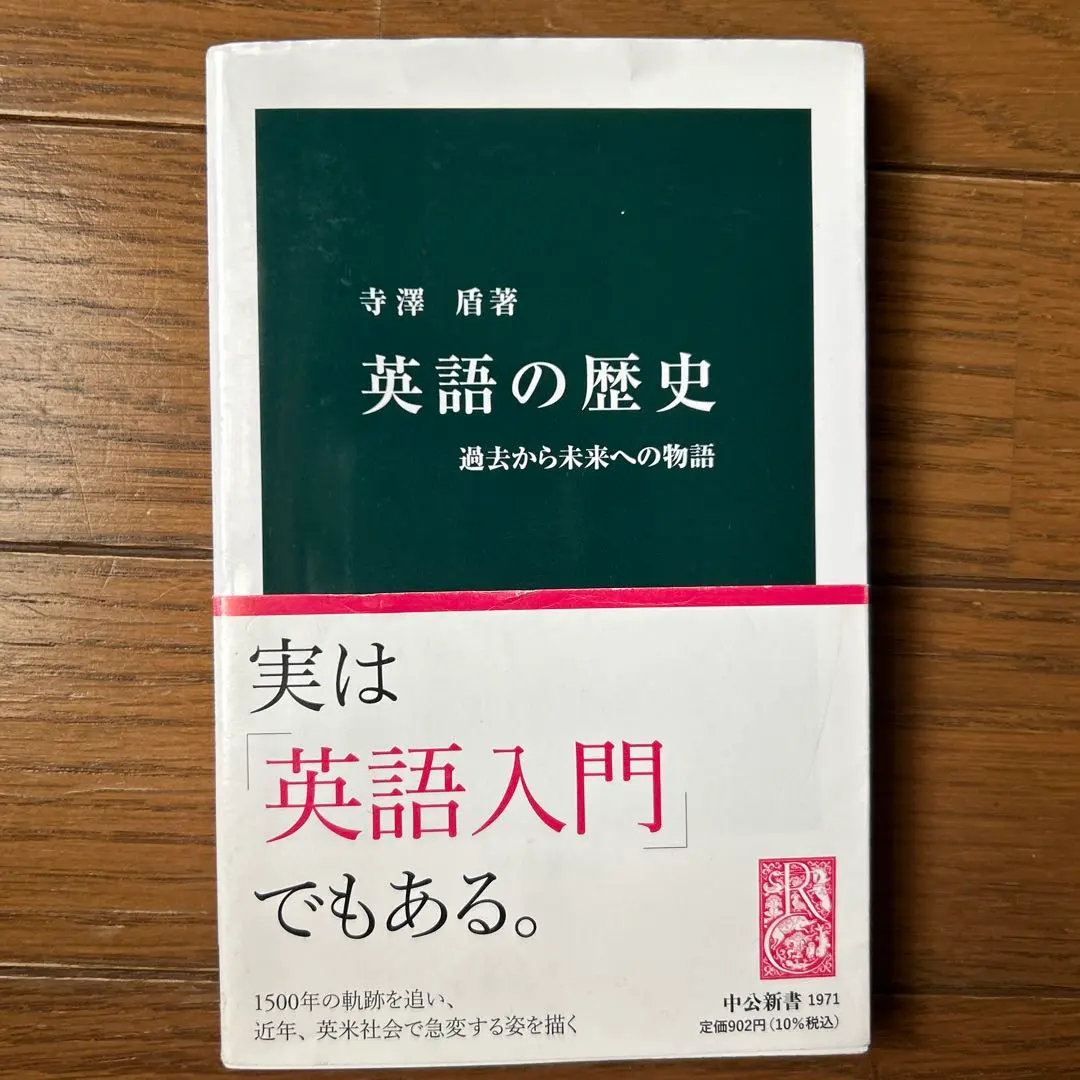 寺澤 盾著
英語の歴史
過去から未来への物語
実は
「英語入門」
でもある。
1500年の軌跡を追い、
近年、英米社会で急変する姿を描く
RC
中公新書 1971
定価902円(10%税込)